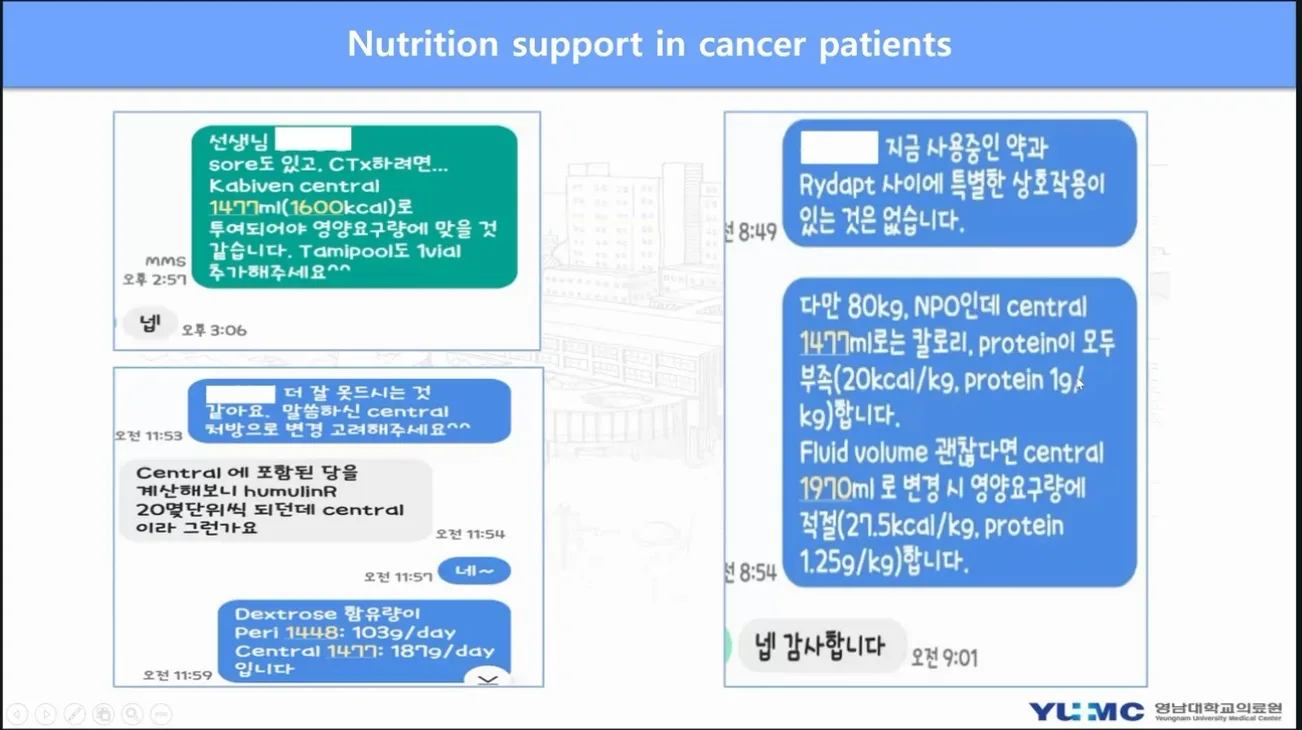 Nutrition support in cancer patients
선생님
sore도 있고, CTx하려면...
Kabiven central
1477ml(1600kcal)로
투여되어야 영양요구량에 맞을 것
같습니다. Tamipool도 1vial
추가해주세요^^
MMS
오후 2:57
넵!
오후 3:06
더 잘 못드시는 것
같아요. 말씀하신 central
처방으로 변경 고려해주세요^^
오전 11:53
Central 에 포함된 당을
계산해보니 humulinR
20몇단위씩 되던데 central
이라 그런가요
오전 11:54
네~
오전 11:57
Dextrose 함유량이
Peri 1448: 103g/day
Central 1477: 187g/day
입니다
오전 11:59
지금 사용중인 약과
Rydapt 사이에 특별한 상호작용이
있는 것은 없습니다.
전 8:49
다만 80kg, NPO인데 central
1477ml로는 칼로리, protein이 모두
부족(20kcal/kg, protein 1g/
kg)합니다.
Fluid volume 괜찮다면 central
1970ml 로 변경 시 영양요구량에
적절(27.5kcal/kg, protein
1.25g/kg)합니다.
전 8:54
넵! 감사합니다
오전 9:01
YUMC 영남대학교의료원
Yeungnam University Medical Center